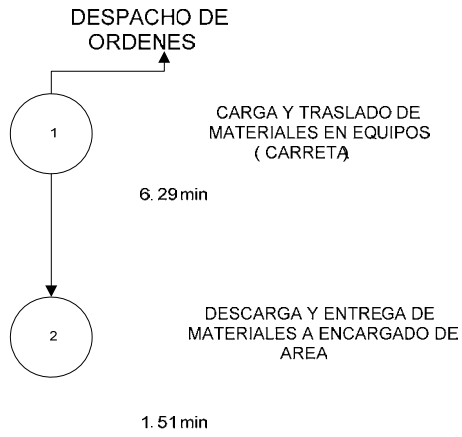 DESPACHO DE
ORDENES
1
CARGA Y TRASLADO DE
MATERIALES EN EQUIPOS
( CARRETA)
6. 29 min
2
DESCARGA Y ENTREGA DE
MATERIALES A ENCARGADO DE
AREA
1. 51 min